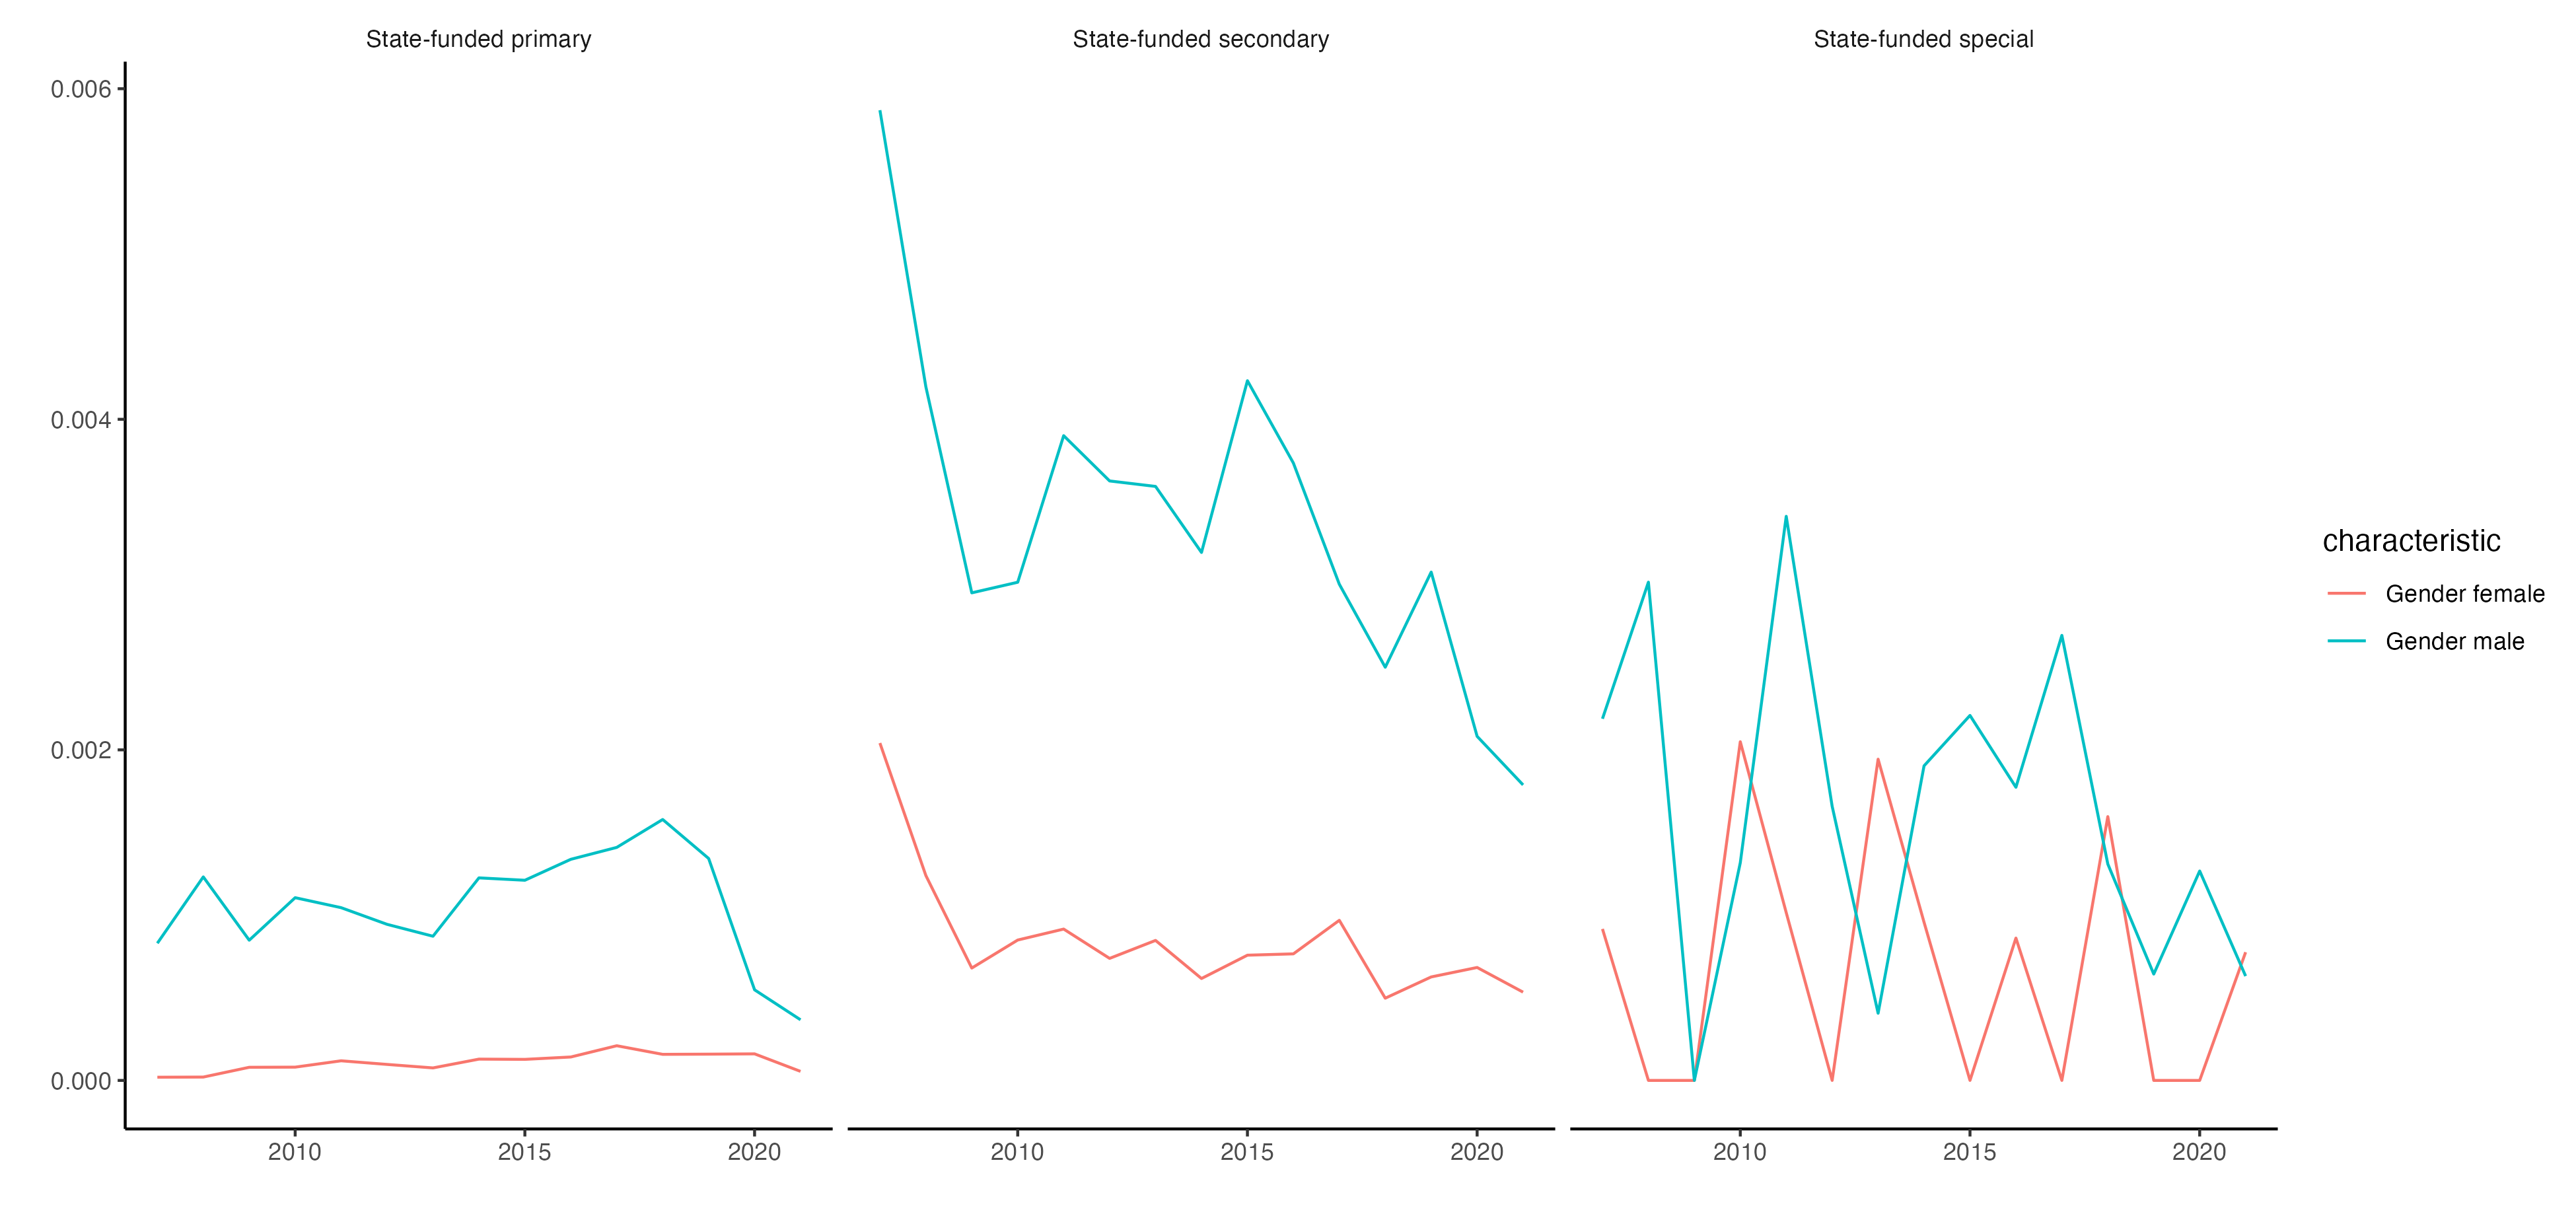 State-funded primary
State-funded secondary
State-funded special
0.006
0.004
0.002
0.000
2010
2015
2020
2010
2015
2020
2010
2015
2020
characteristic
Gender female
Gender male